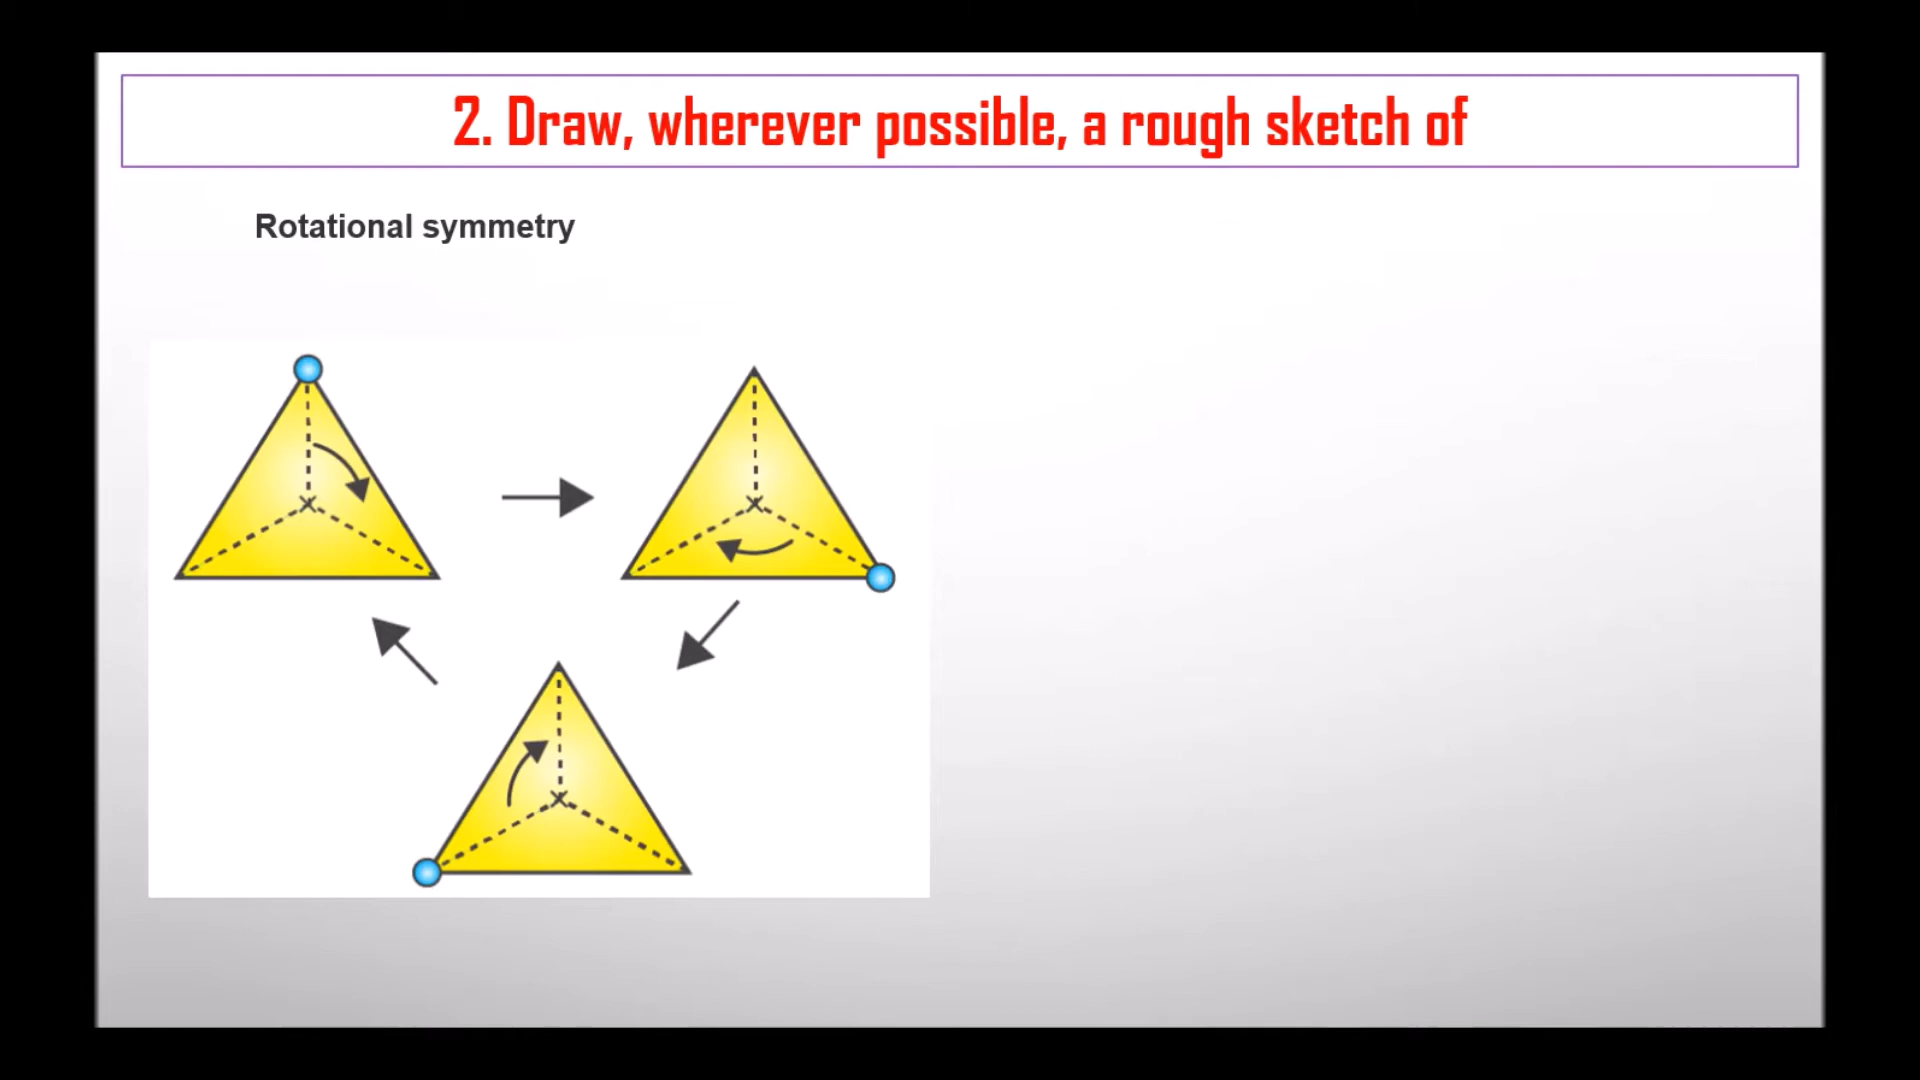 2. Draw, wherever possible, a rough sketch of
Rotational symmetry